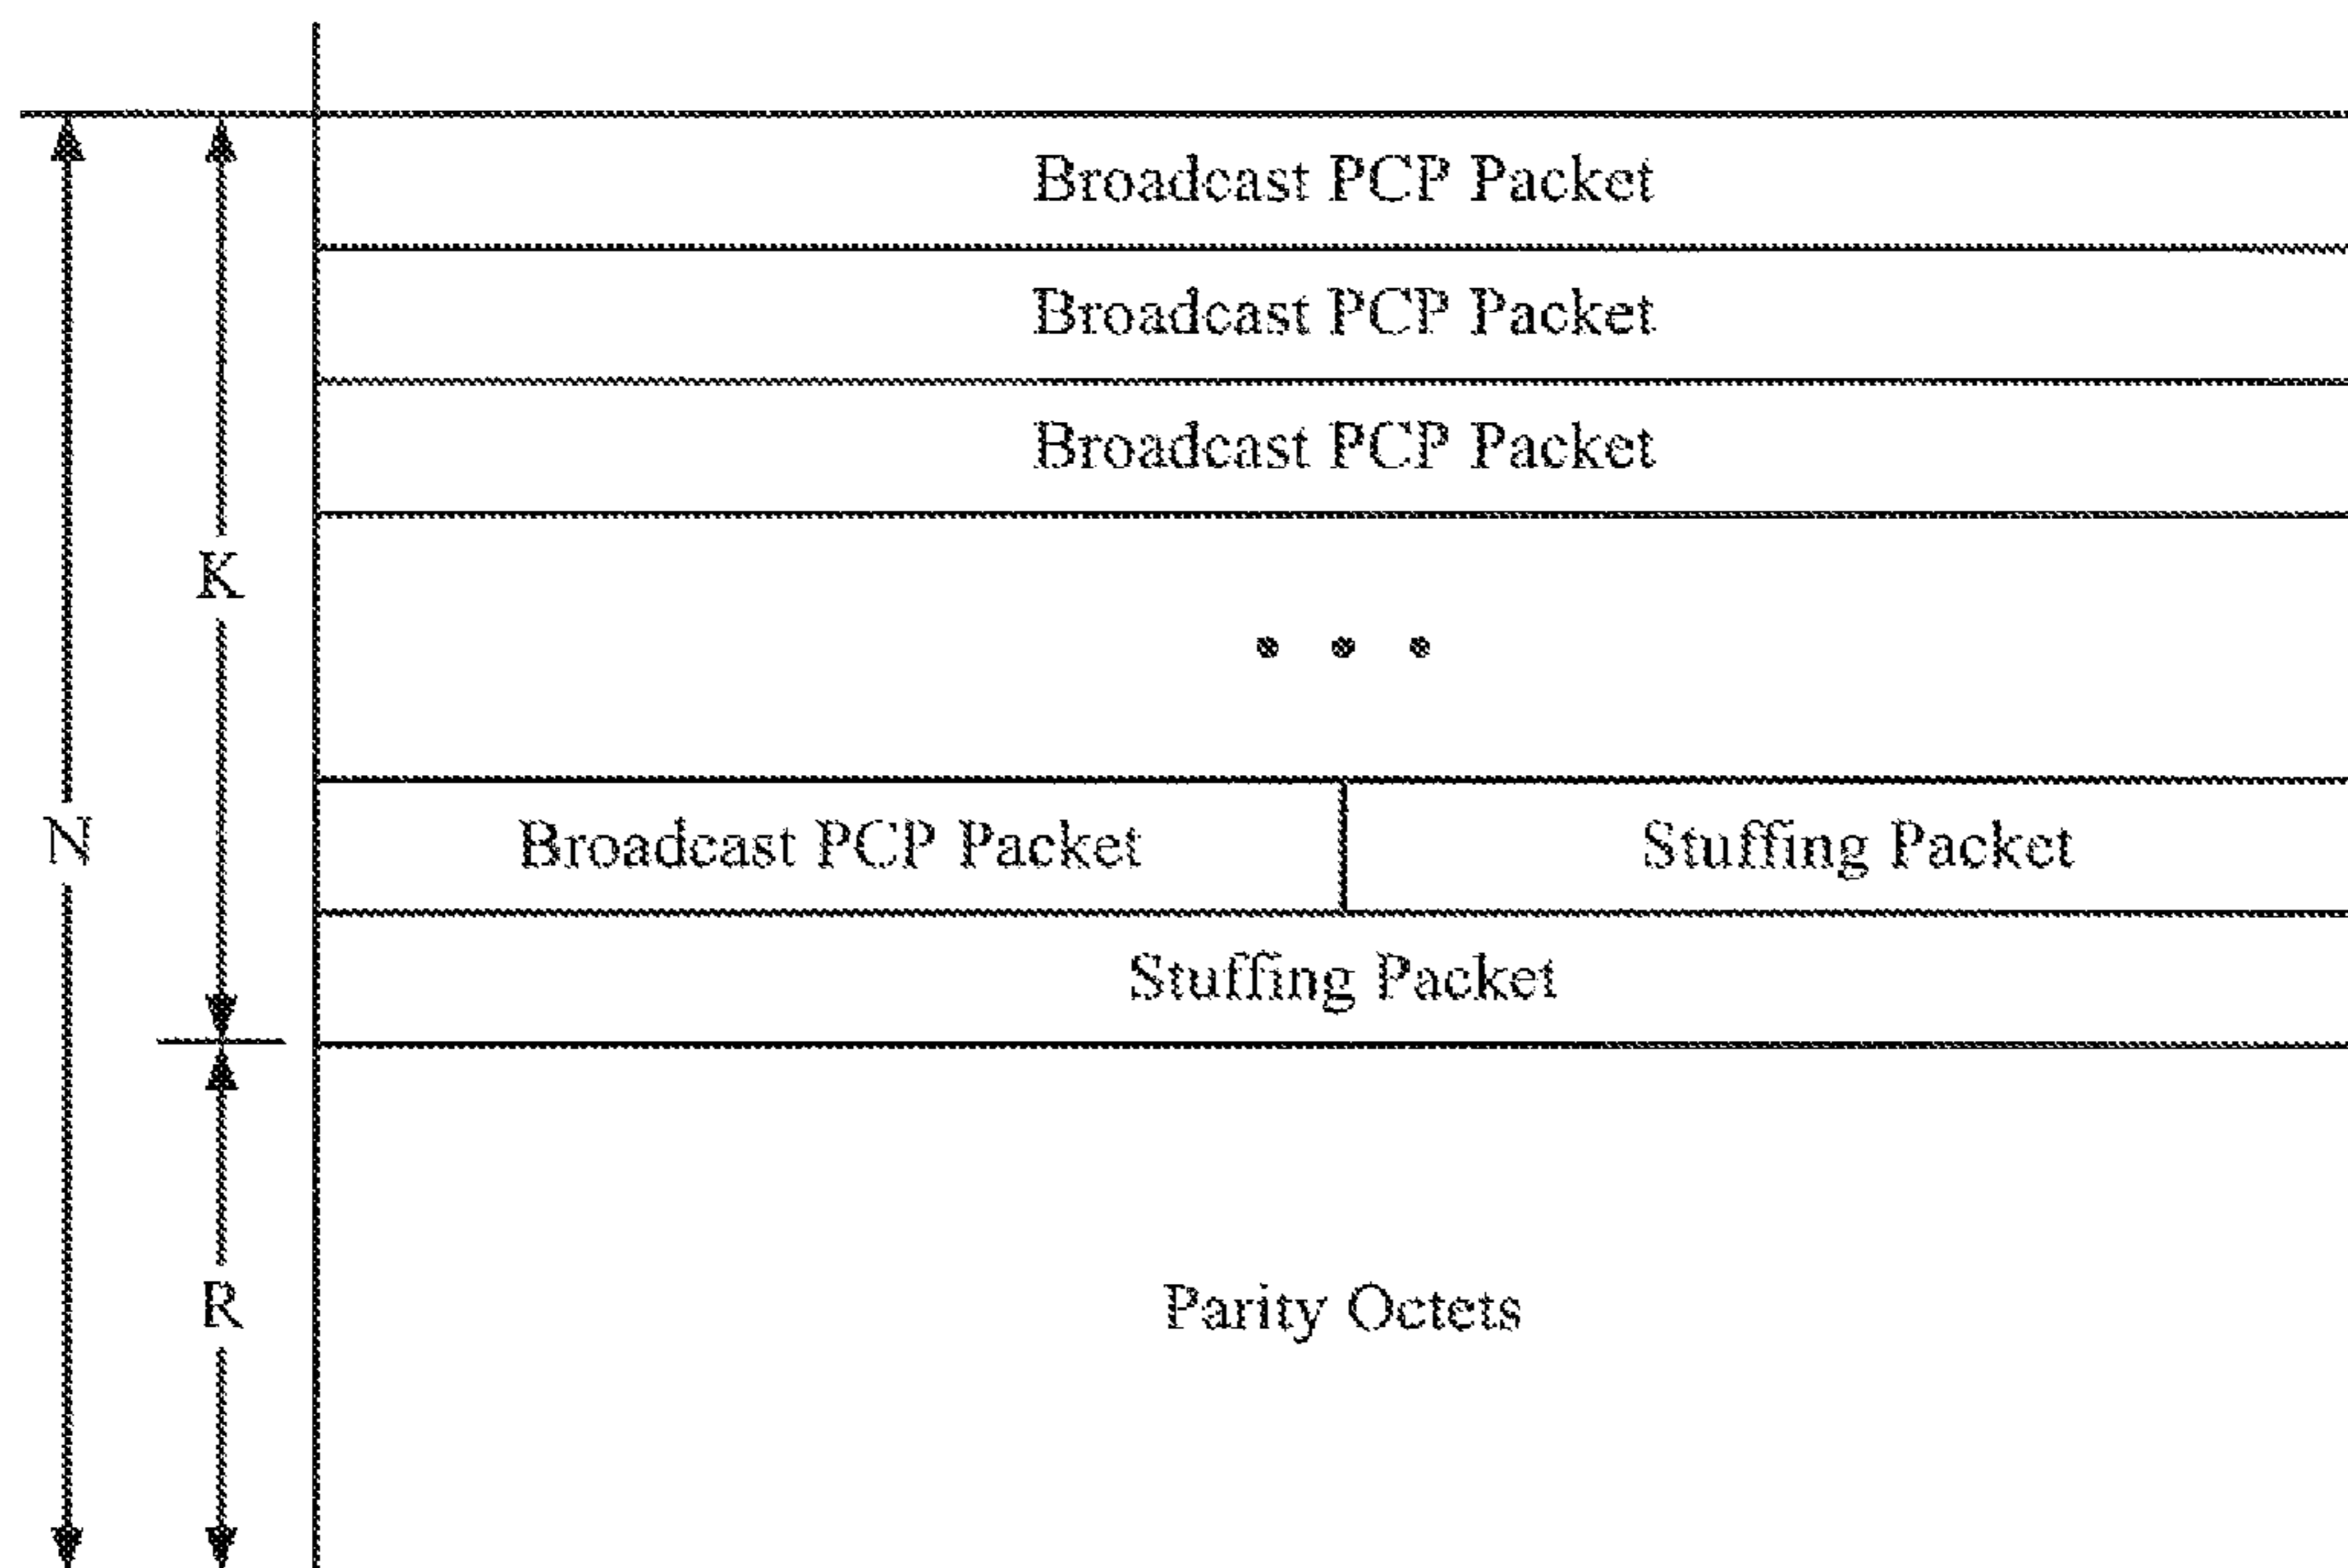 Broadcast PCP Packet
Broadcast PCP Packet
Broadcast PCP Packet
K
• • •
N
Broadcast PCP Packet
Stuffing Packet
Stuffing Packet
R
Parity Octets